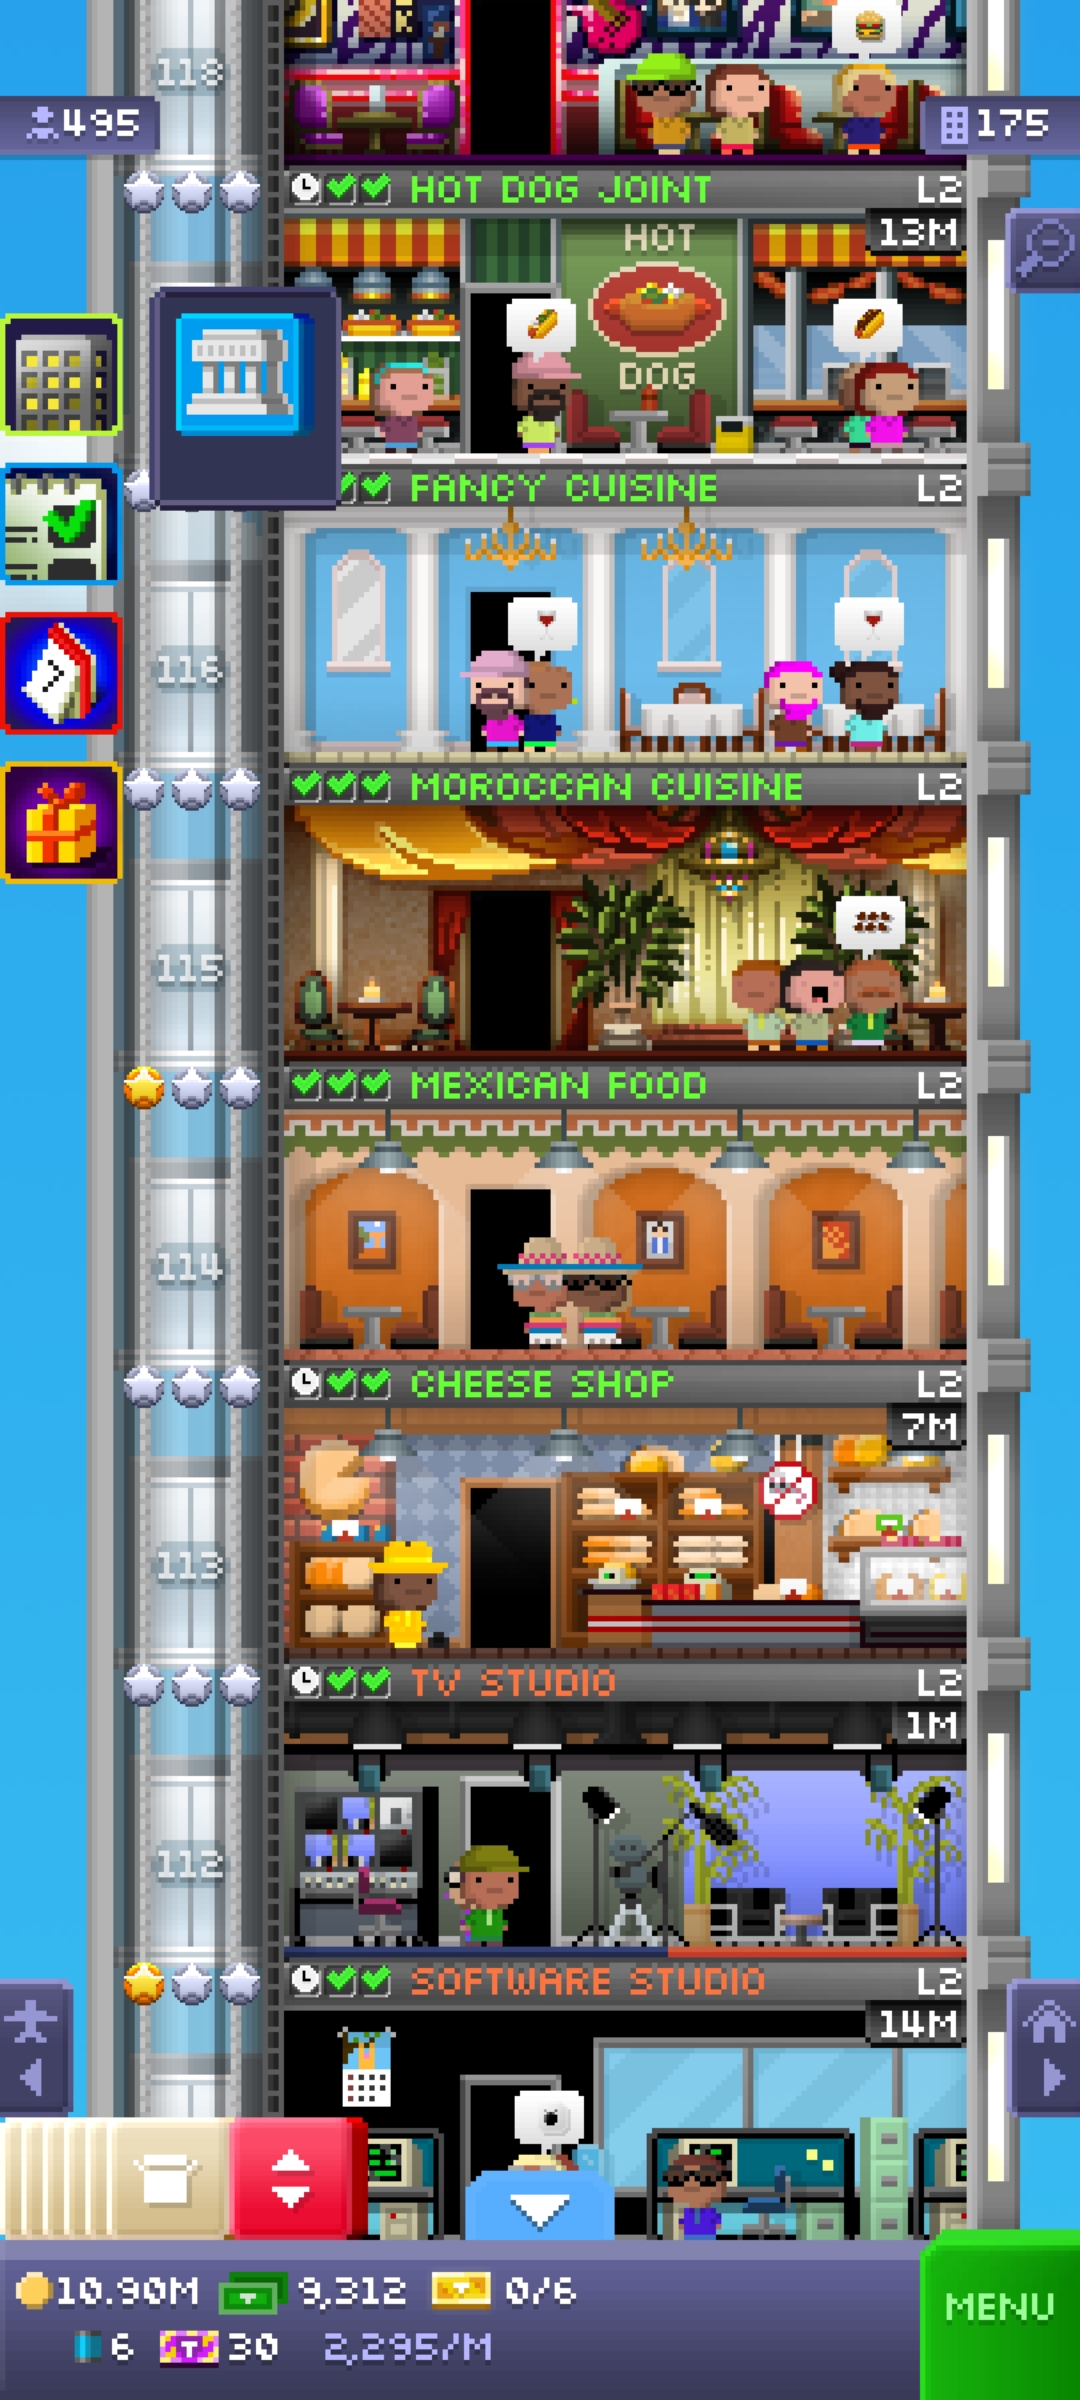 118
495
175
HOT DOG JOINT L2
13M
HOT
DOG
FANCY CUISINE L2
116
MOROCCAN CUISINE L2
115
MEXICAN FOOD L2
114
CHEESE SHOP L2
7M
113
TV STUDIO L2
1M
112
SOFTWARE STUDIO L2
14M
10.90M 9,312 0/6
MENU
6 T 30 2,295/M